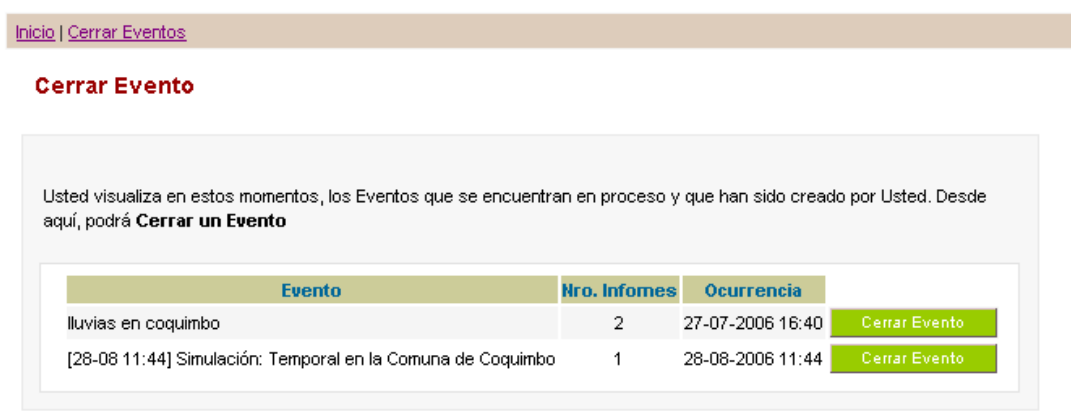 Inicio | Cerrar Eventos
Cerrar Evento
Usted visualiza en estos momentos, los Eventos que se encuentran en proceso y que han sido creado por Usted. Desde
aquí, podrá Cerrar un Evento
Evento Nro. Infomes Ocurrencia
lluvias en coquimbo 2 27-07-2006 16:40 Cerrar Evento
[28-08 11:44] Simulación: Temporal en la Comuna de Coquimbo 1 28-08-2006 11:44 Cerrar Evento